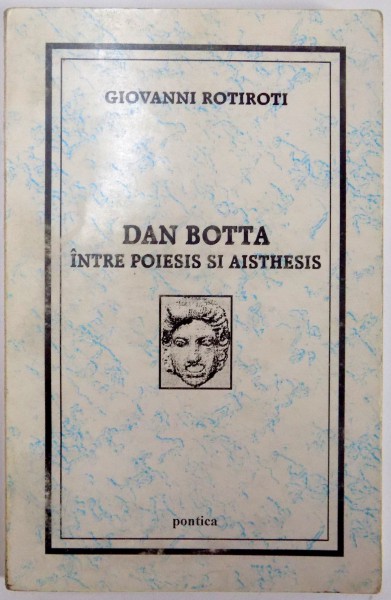 GIOVANNI ROTIROTI
DAN BOTTA
ÎNTRE POIESIS SI AISTHESIS
pontica